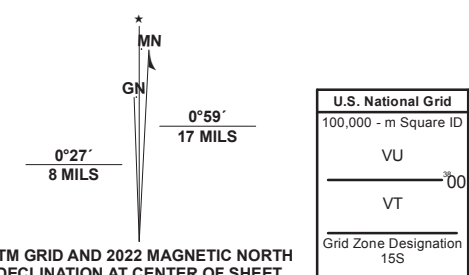 ★
MN
GN
0°59´
17 MILS
0°27´
8 MILS
TM GRID AND 2022 MAGNETIC NORTH
DECLINATION AT CENTER OF SHEET
U.S. National Grid
100,000 - m Square ID
VU
3800
VT
Grid Zone Designation
15S